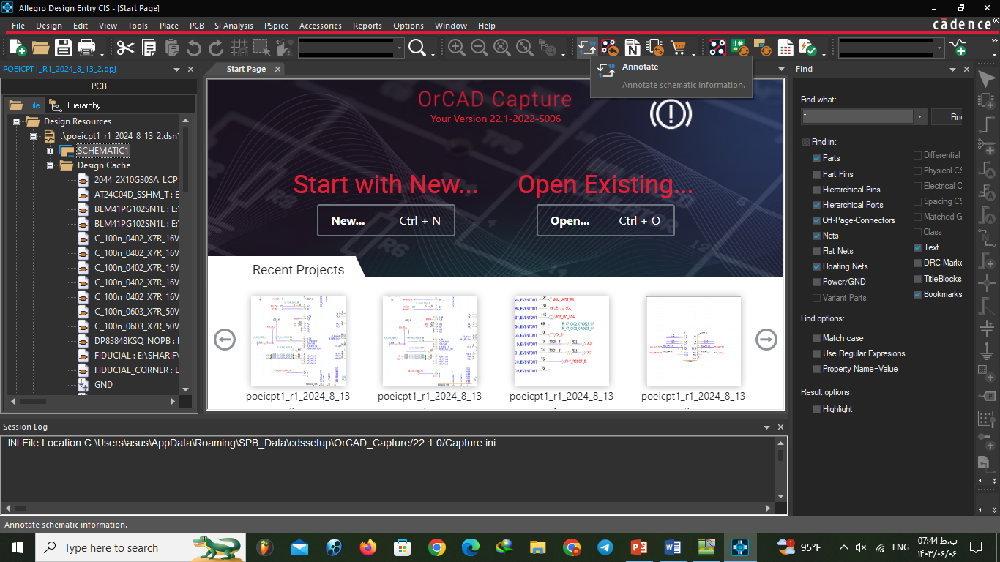 Allegro Design Entry CIS - [Start Page]
File Design Edit View Tools Place PCB SI Analysis PSpice Accessories Reports Options Window Help
cādence
POEICPT1_R1_2024_8_13_2.opj
Start Page
Annotate
Annotate schematic information.
Find
PCB
File Hierarchy
Design Resources
.\poeicpt1_r1_2024_8_13_2.dsn*
SCHEMATIC1
Design Cache
2044_2X10G30SA_LCP
AT24C04D_SSHM_T : E
BLM41PG102SN1L : E:\
BLM41PG102SN1L : E:\
C_100n_0402_X7R_16V
C_100n_0402_X7R_16V
C_100n_0402_X7R_16V
C_100n_0402_X7R_16V
C_100n_0402_X7R_16V
C_100n_0603_X7R_50V
C_100n_0603_X7R_50V
DP83848KSQ_NOPB : E
FIDUCIAL : E:\SHARIF\
FIDUCIAL_CORNER : E
GND
OrCAD Capture
Your Version 22.1-2022-S006
Start with New...
Open Existing...
New... Ctrl + N
Open... Ctrl + O
Recent Projects
poeicpt1_r1_2024_8_13
poeicpt1_r1_2024_8_13
poeicpt1_r1_2024_8_13
poeicpt1_r1_2024_8_13
Find what:
*
Find in:
Parts
Part Pins
Hierarchical Pins
Hierarchical Ports
Off-Page-Connectors
Nets
Flat Nets
Floating Nets
Power/GND
Variant Parts
Differential
Physical CS
Electrical C
Spacing CS
Matched G
Class
Text
DRC Marke
TitleBlocks
Bookmarks
Find options:
Match case
Use Regular Expresions
Property Name=Value
Result options:
Highlight
Session Log
INI File Location:C:\Users\asus\AppData\Roaming\SPB_Data\cdssetup\OrCAD_Capture/22.1.0/Capture.ini
Annotate schematic information.
Type here to search
95°F
ENG
07:44 ب.ظ
۱۴۰۳/۰۶/۰۶